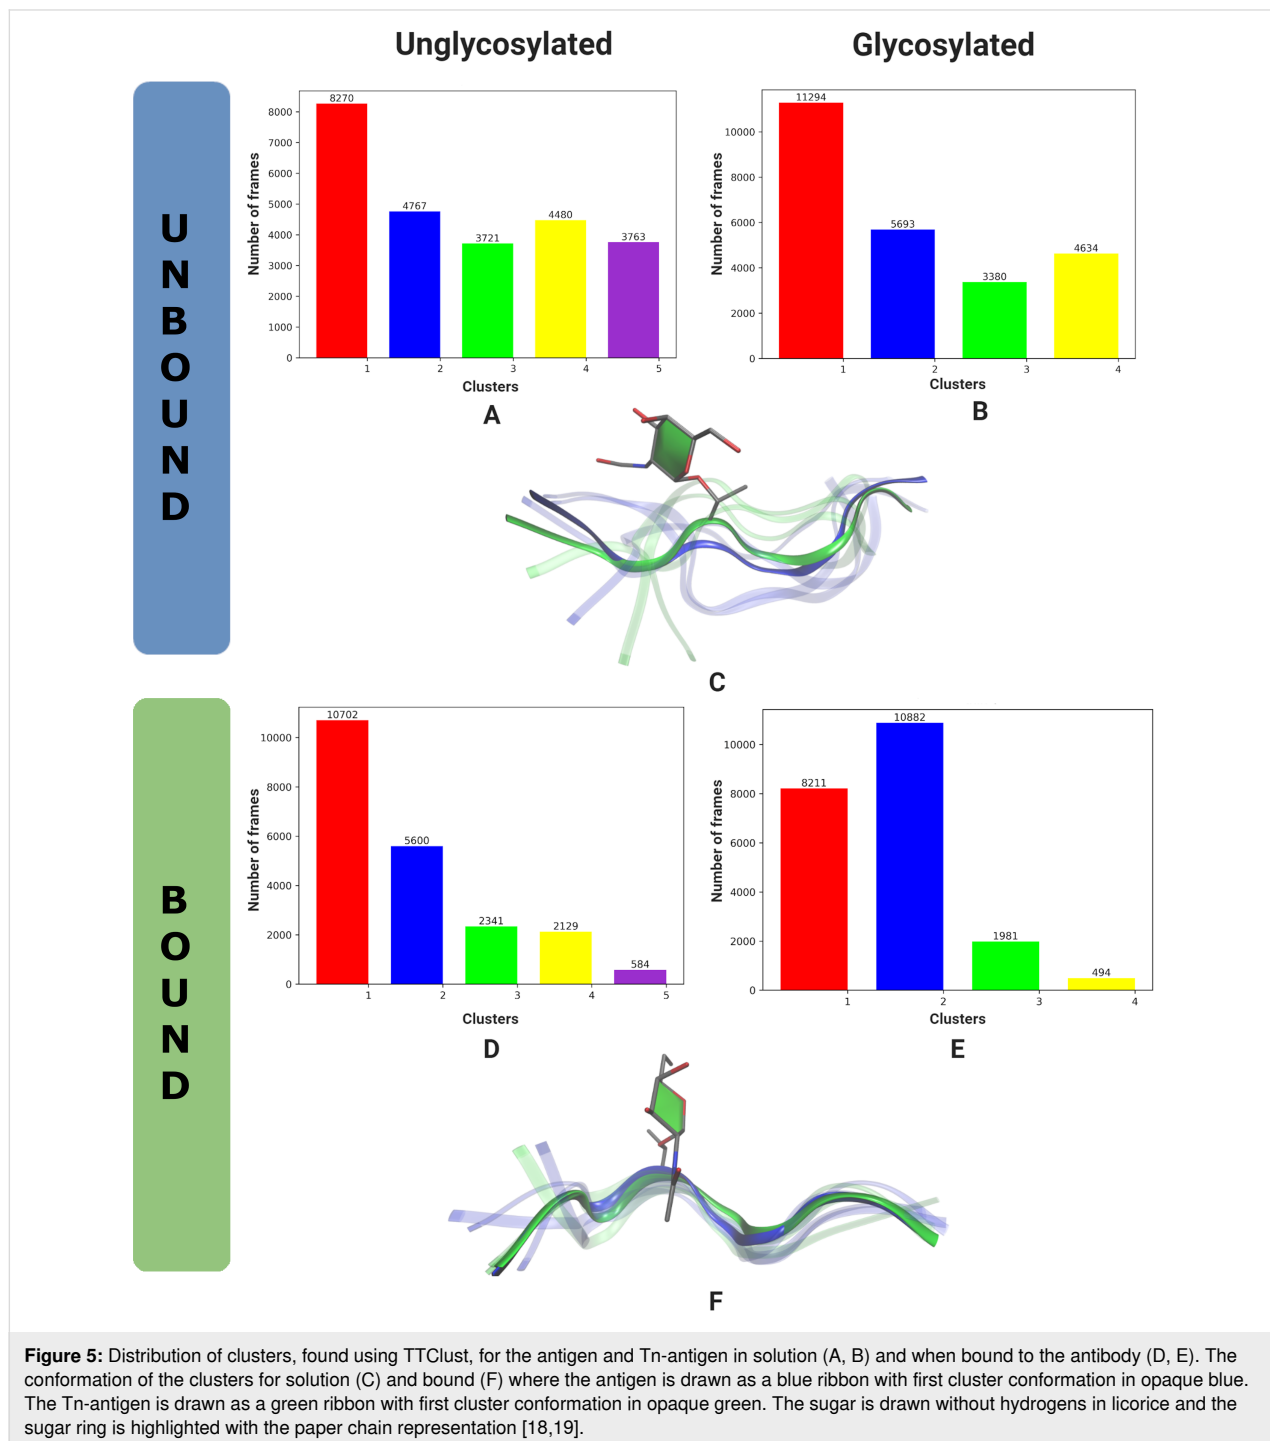 Unglycosylated
Glycosylated
UNBOUND
8270
4767
3721
4480
3763
8000
7000
6000
5000
4000
3000
2000
1000
0
Number of frames
1 2 3 4 5
Clusters
A
11294
5693
3380
4634
10000
8000
6000
4000
2000
0
Number of frames
1 2 3 4
Clusters
B
C
BOUND
10702
5600
2341
2129
584
10000
8000
6000
4000
2000
0
Number of frames
1 2 3 4 5
Clusters
D
8211
10882
1981
494
10000
8000
6000
4000
2000
0
Number of frames
1 2 3 4
Clusters
E
F
Figure 5: Distribution of clusters, found using TTClust, for the antigen and Tn-antigen in solution (A, B) and when bound to the antibody (D, E). The
conformation of the clusters for solution (C) and bound (F) where the antigen is drawn as a blue ribbon with first cluster conformation in opaque blue.
The Tn-antigen is drawn as a green ribbon with first cluster conformation in opaque green. The sugar is drawn without hydrogens in licorice and the
sugar ring is highlighted with the paper chain representation [18,19].